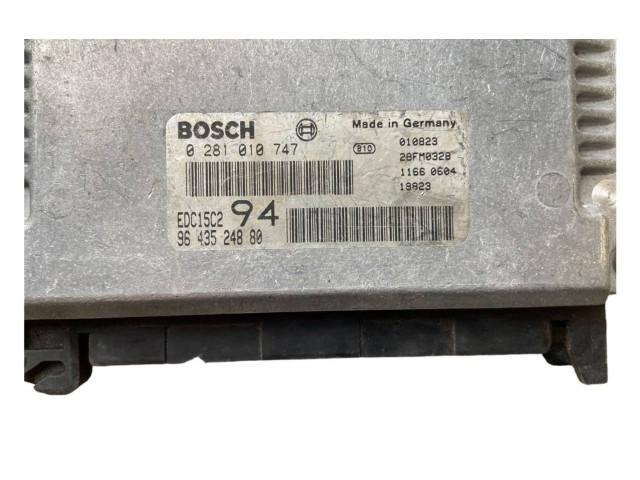 BOSCH
Made in Germany
0 281 010 747
B10
010823
28FM0328
1166 0604
19823
EDC15C2 94
96 435 248 80